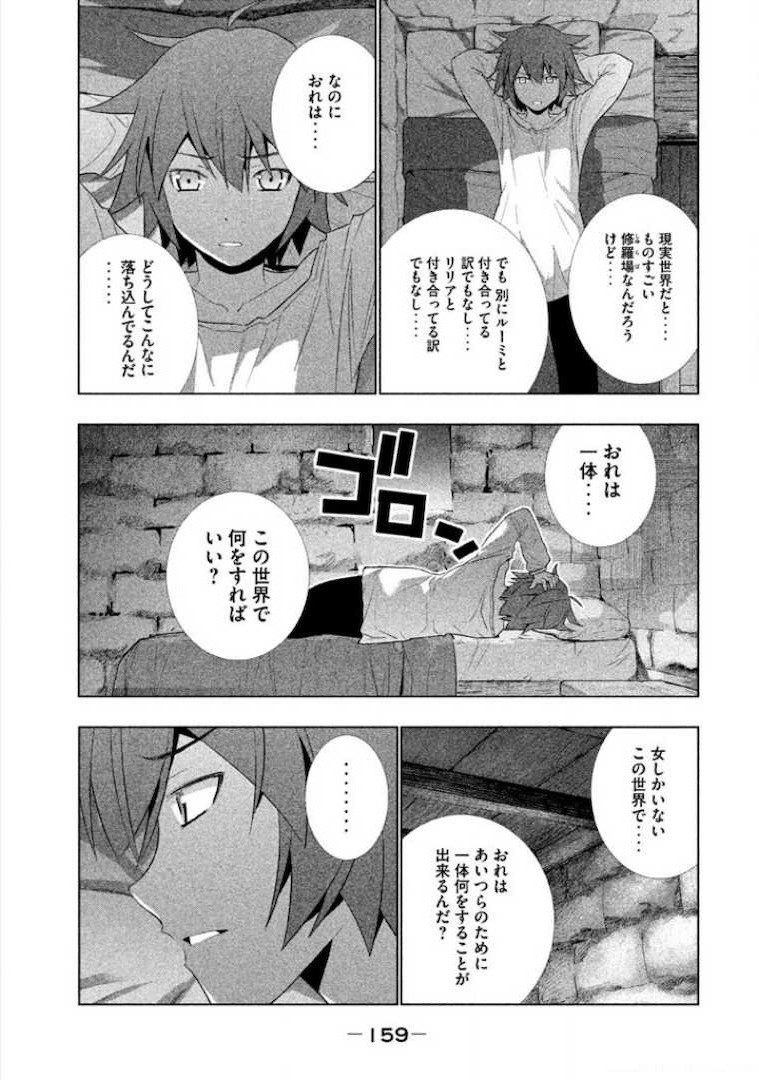 現実世界だと‥‥
ものすごい
修羅場なんだろう
しゅらば
けど‥‥
でも 別にルーミと
付き合ってる
訳でもなし‥‥
リリアと
付き合ってる訳
でもなし‥‥
なのに
おれは‥‥
どうしてこんなに
落ち込んでるんだ
‥‥‥
おれは
一体‥‥
ゴロンッ
この世界で
何をすれば
いい？
女しかいない
この世界で‥‥
おれは
あいつらのために
一体何をすることが
出来るんだ？
‥‥‥‥
－159－